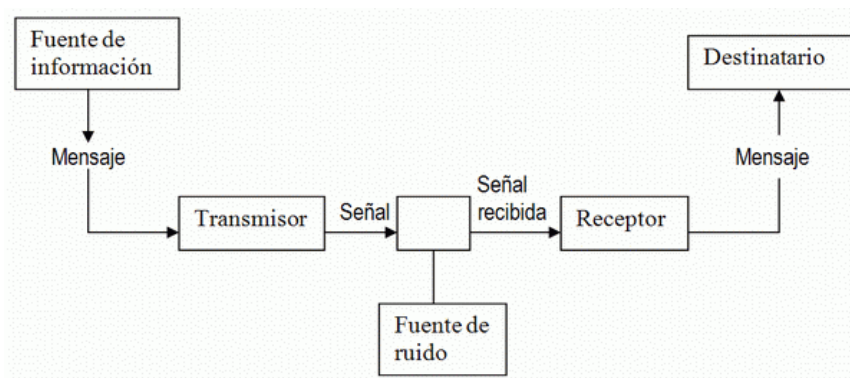 Fuente de
información
Mensaje
Transmisor
Señal
Señal
recibida
Receptor
Mensaje
Destinatario
Fuente de
ruido